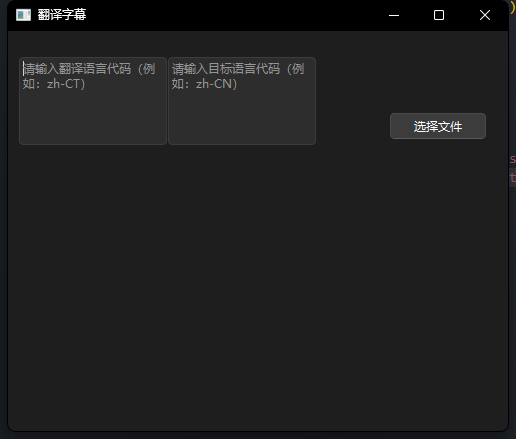 翻译字幕
请输入翻译语言代码（例
如：zh-CT）
请输入目标语言代码（例
如：zh-CN）
选择文件